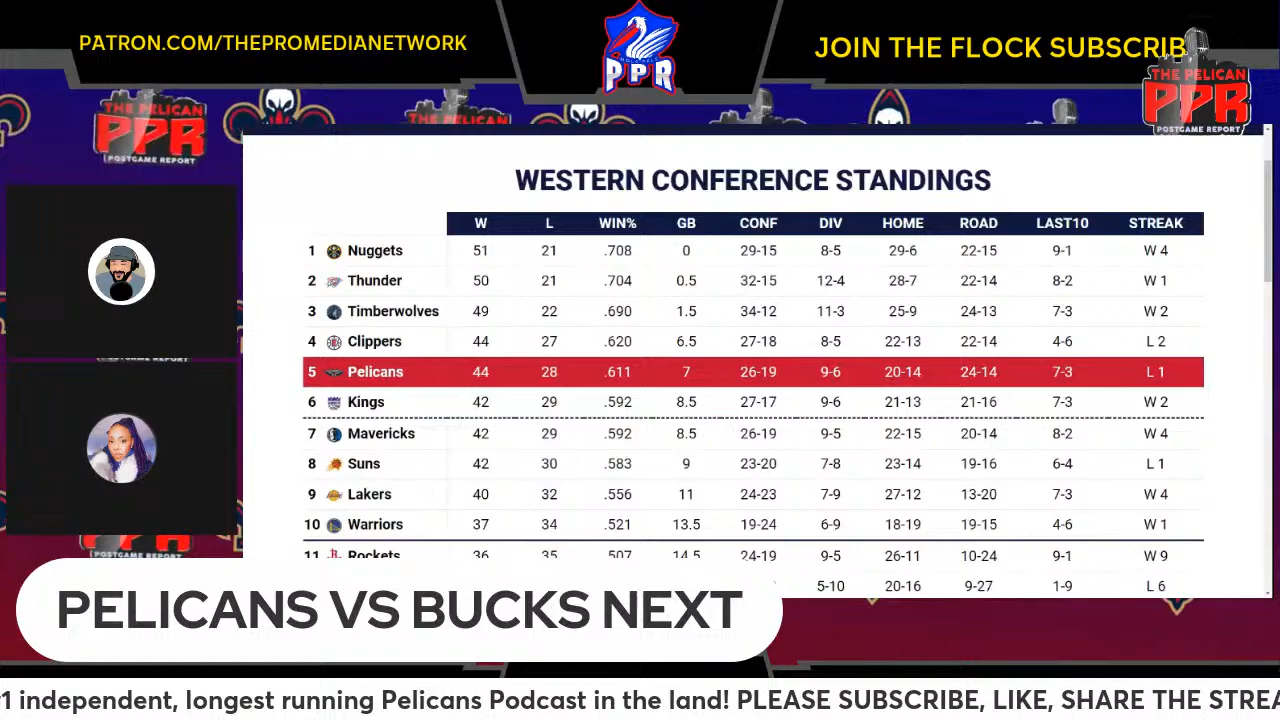 PATRON.COM/THEPROMEDIANETWORK
PPR
JOIN THE FLOCK SUBSCRIB
THE PELICAN
PPR
POSTGAME REPORT
THE PELICAN
PPR
POSTGAME REPORT
WESTERN CONFERENCE STANDINGS
W L WIN% GB CONF DIV HOME ROAD LAST10 STREAK
1 Nuggets 51 21 .708 0 29-15 8-5 29-6 22-15 9-1 W 4
2 Thunder 50 21 .704 0.5 32-15 12-4 28-7 22-14 8-2 W 1
3 Timberwolves 49 22 .690 1.5 34-12 11-3 25-9 24-13 7-3 W 2
4 Clippers 44 27 .620 6.5 27-18 8-5 22-13 22-14 4-6 L 2
5 Pelicans 44 28 .611 7 26-19 9-6 20-14 24-14 7-3 L 1
6 Kings 42 29 .592 8.5 27-17 9-6 21-13 21-16 7-3 W 2
7 Mavericks 42 29 .592 8.5 26-19 9-5 22-15 20-14 8-2 W 4
8 Suns 42 30 .583 9 23-20 7-8 23-14 19-16 6-4 L 1
9 Lakers 40 32 .556 11 24-23 7-9 27-12 13-20 7-3 W 4
10 Warriors 37 34 .521 13.5 19-24 6-9 18-19 19-15 4-6 W 1
11 Rockets 36 35 .507 14.5 24-19 9-5 26-11 10-24 9-1 W 9
5-10 20-16 9-27 1-9 L 6
POSTGAME REPORT
POSTGAME REPORT
PELICANS VS BUCKS NEXT
1 independent, longest running Pelicans Podcast in the land! PLEASE SUBSCRIBE, LIKE, SHARE THE STREA